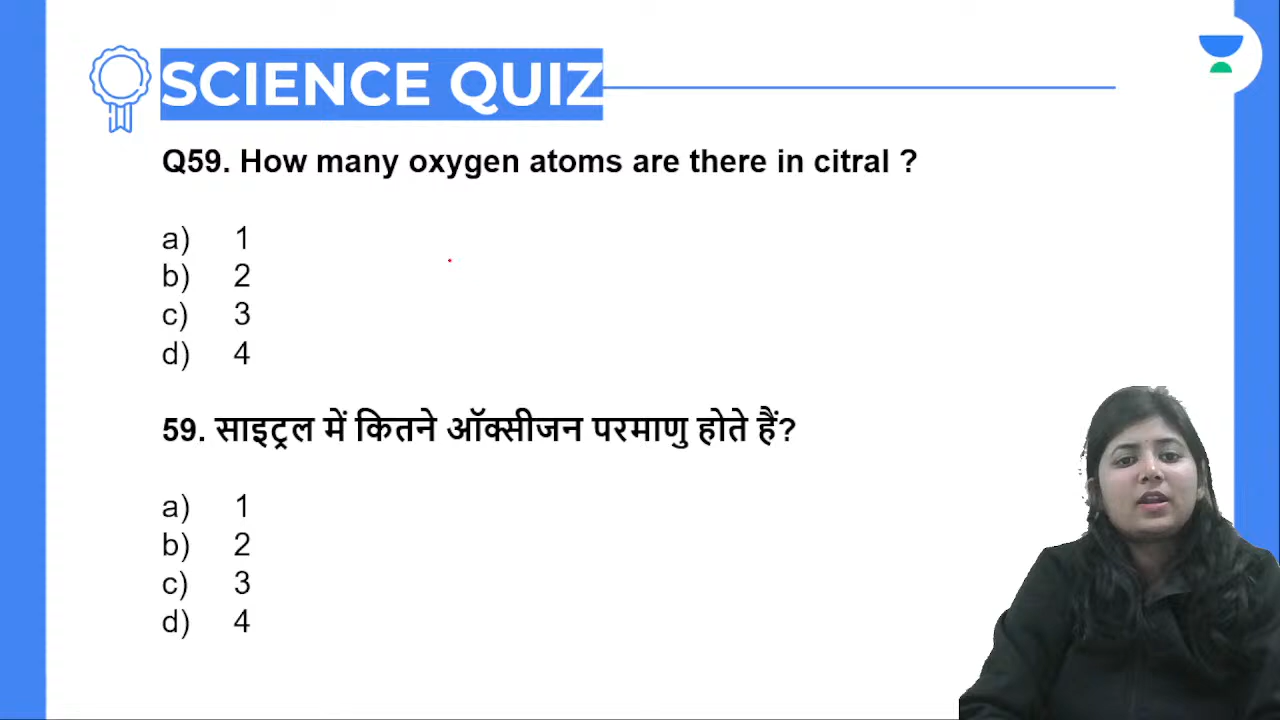 SCIENCE QUIZ
Q59. How many oxygen atoms are there in citral ?
a) 1
b) 2
c) 3
d) 4
59. साइट्रल में कितने ऑक्सीजन परमाणु होते हैं?
a) 1
b) 2
c) 3
d) 4